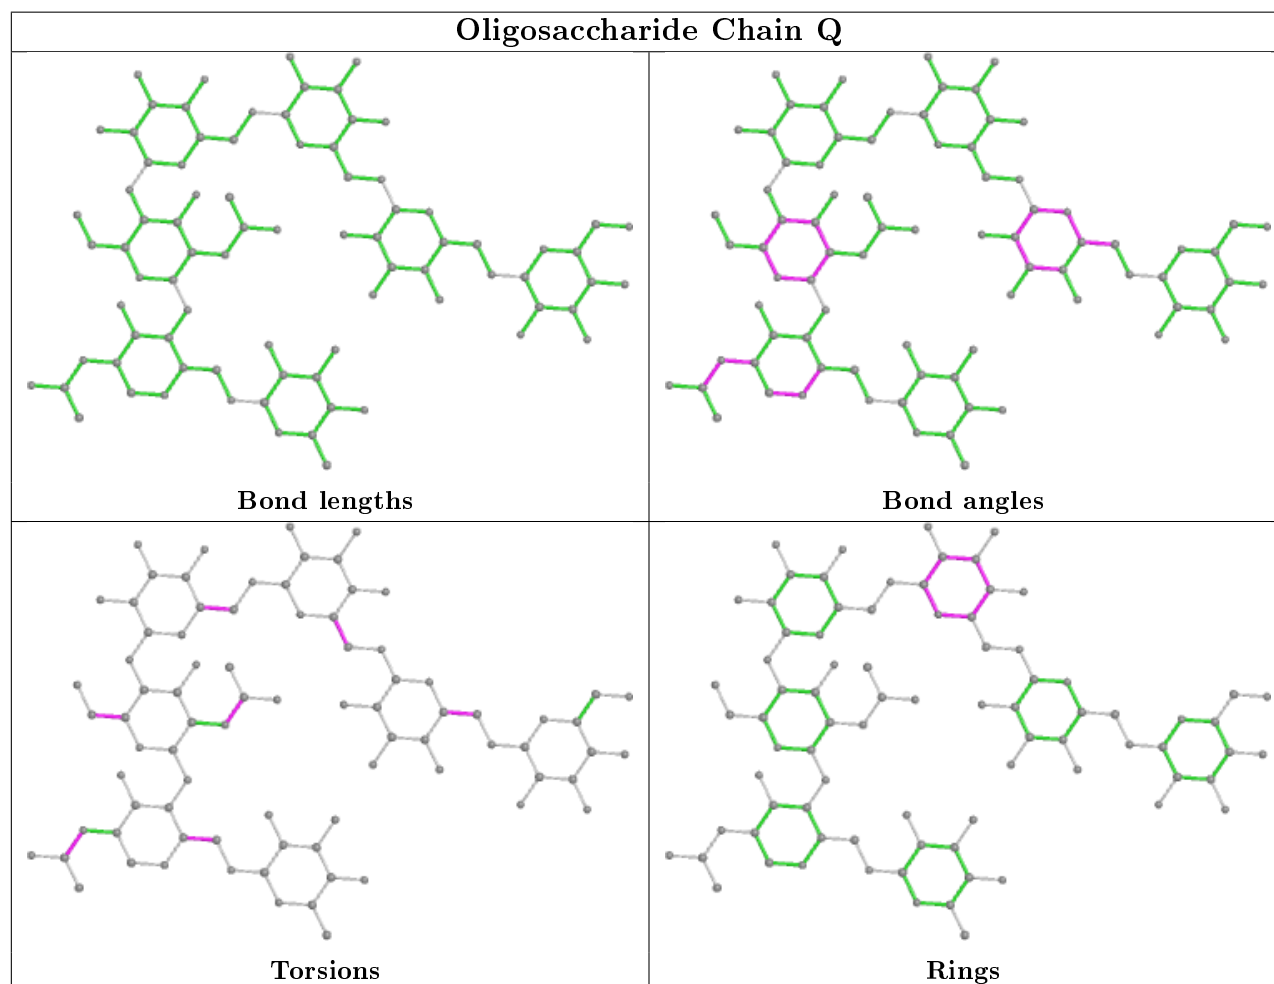 Oligosaccharide Chain Q
Bond lengths
Bond angles
Torsions
Rings